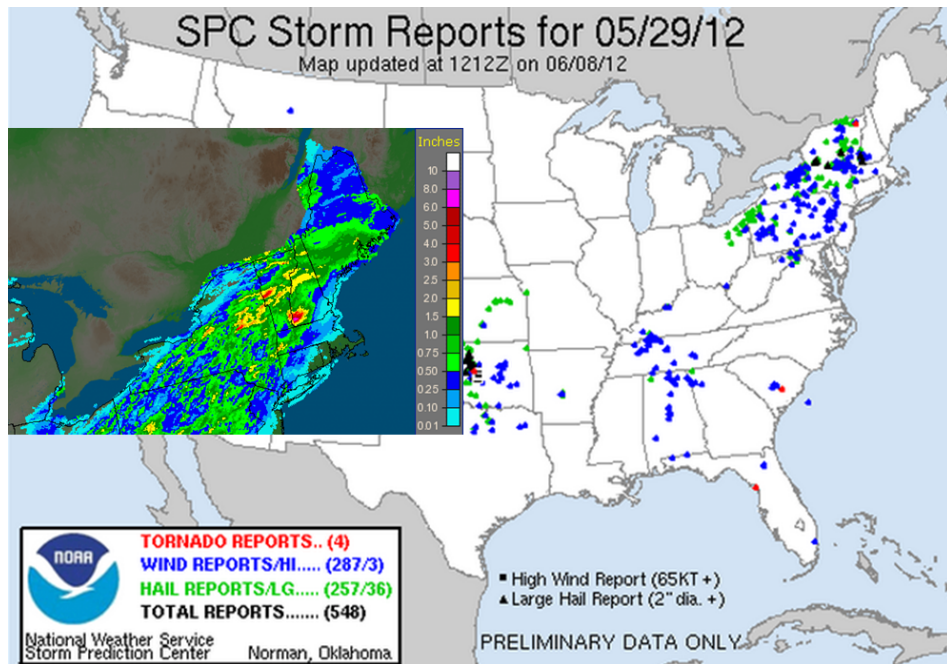 SPC Storm Reports for 05/29/12
Map updated at 1212Z on 06/08/12
Inches
10
8.0
6.0
5.0
4.0
3.0
2.5
2.0
1.5
1.0
0.75
0.50
0.25
0.10
0.01
NOAA
TORNADO REPORTS.. (4)
WIND REPORTS/HI..... (287/3)
HAIL REPORTS/LG..... (257/36)
TOTAL REPORTS....... (548)
National Weather Service
Storm Prediction Center Norman, Oklahoma
High Wind Report (65KT +)
Large Hail Report (2" dia. +)
PRELIMINARY DATA ONLY